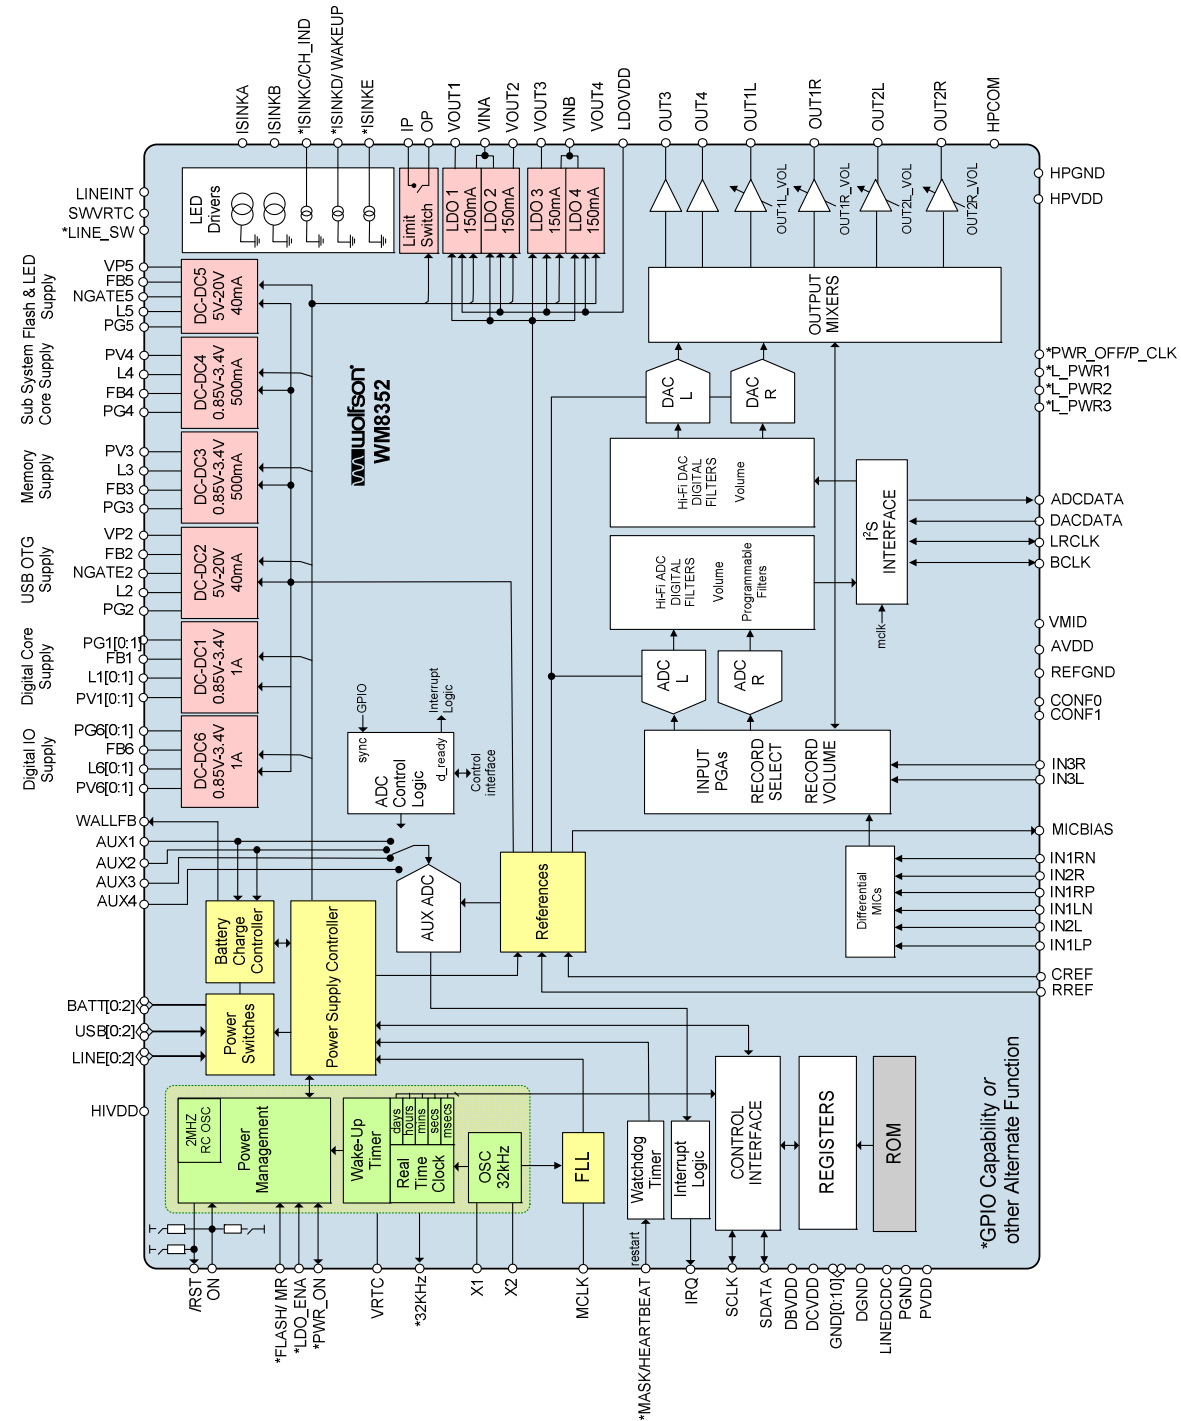 ISINKA
ISINKB
*ISINKC/CH_IND
*ISINKD/ WAKEUP
*ISINKE
IP
OP
VOUT1
VINA
VOUT2
VOUT3
VINB
VOUT4
LDOVDD
OUT3
OUT4
OUT1L
OUT1R
OUT2L
OUT2R
HPCOM
LINEINT
SWVRTC
*LINE_SW
LED
Drivers
Limit
Switch
LDO 1
150mA
LDO 2
150mA
LDO 3
150mA
LDO 4
150mA
OUT1L_VOL
OUT1R_VOL
OUT2L_VOL
OUT2R_VOL
HPGND
HPVDD
Sub System Flash & LED
Core Supply
Supply
VP5
FB5
NGATE5
L5
PG5
DC-DC5
5V-20V
40mA
PV4
L4
FB4
PG4
DC-DC4
0.85V-3.4V
500mA
Memory
Supply
PV3
L3
FB3
PG3
DC-DC3
0.85V-3.4V
500mA
USB OTG
Supply
VP2
FB2
NGATE2
L2
PG2
DC-DC2
5V-20V
40mA
Digital Core
Supply
PG1[0:1]
FB1
L1[0:1]
PV1[0:1]
DC-DC1
0.85V-3.4V
1A
Digital IO
Supply
PG6[0:1]
FB6
L6[0:1]
PV6[0:1]
DC-DC6
0.85V-3.4V
1A
wolfson
WM8352
OUTPUT
MIXERS
DAC
L
DAC
R
Hi-Fi DAC
DIGITAL
FILTERS
Volume
Hi-Fi ADC
DIGITAL
FILTERS
Volume
Programmable
Filters
I2S
INTERFACE
mclk
ADC
L
ADC
R
INPUT
PGAs
RECORD
SELECT
RECORD
VOLUME
Differential
MICs
*PWR_OFF/P_CLK
*L_PWR1
*L_PWR2
*L_PWR3
ADCDATA
DACDATA
LRCLK
BCLK
VMID
AVDD
REFGND
CONF0
CONF1
IN3R
IN3L
MICBIAS
IN1RN
IN2R
IN1RP
IN1LN
IN2L
IN1LP
CREF
RREF
GPIO
Interrupt
Logic
sync
d_ready
ADC
Control
Logic
Control
interface
WALLFB
AUX1
AUX2
AUX3
AUX4
AUX ADC
References
Battery
Charge
Controller
Power Supply Controller
Power
Switches
BATT[0:2]
USB[0:2]
LINE[0:2]
HIVDD
2MHZ
RC OSC
Power
Management
Wake-Up
Timer
days
hours
mins
secs
msecs
Real
Time
Clock
OSC
32kHz
FLL
Watchdog
Timer
restart
Interrupt
Logic
CONTROL
INTERFACE
REGISTERS
ROM
*GPIO Capability or
other Alternate Function
/RST
ON
*FLASH/ MR
*LDO_ENA
*PWR_ON
VRTC
*32KHz
X1
X2
MCLK
*MASK/HEARTBEAT
IRQ
SCLK
SDATA
DBVDD
DCVDD
GND[0:10]
DGND
LINEDCDC
PGND
PVDD